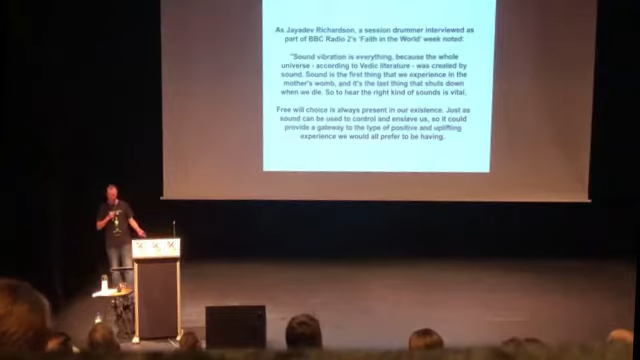 As Jayadev Richardson, a session drummer interviewed as
part of BBC Radio 2's 'Faith in the World' week noted:
"Sound vibration is everything, because the whole
universe - according to Vedic literature - was created by
sound. Sound is the first thing that we experience in the
mother's womb, and it's the last thing that shuts down
when we die. So to hear the right kind of sounds is vital.
Free will choice is always present in our existence. Just as
sound can be used to control and enslave us, so it could
provide a gateway to the type of positive and uplifting
experience we would all prefer to be having.